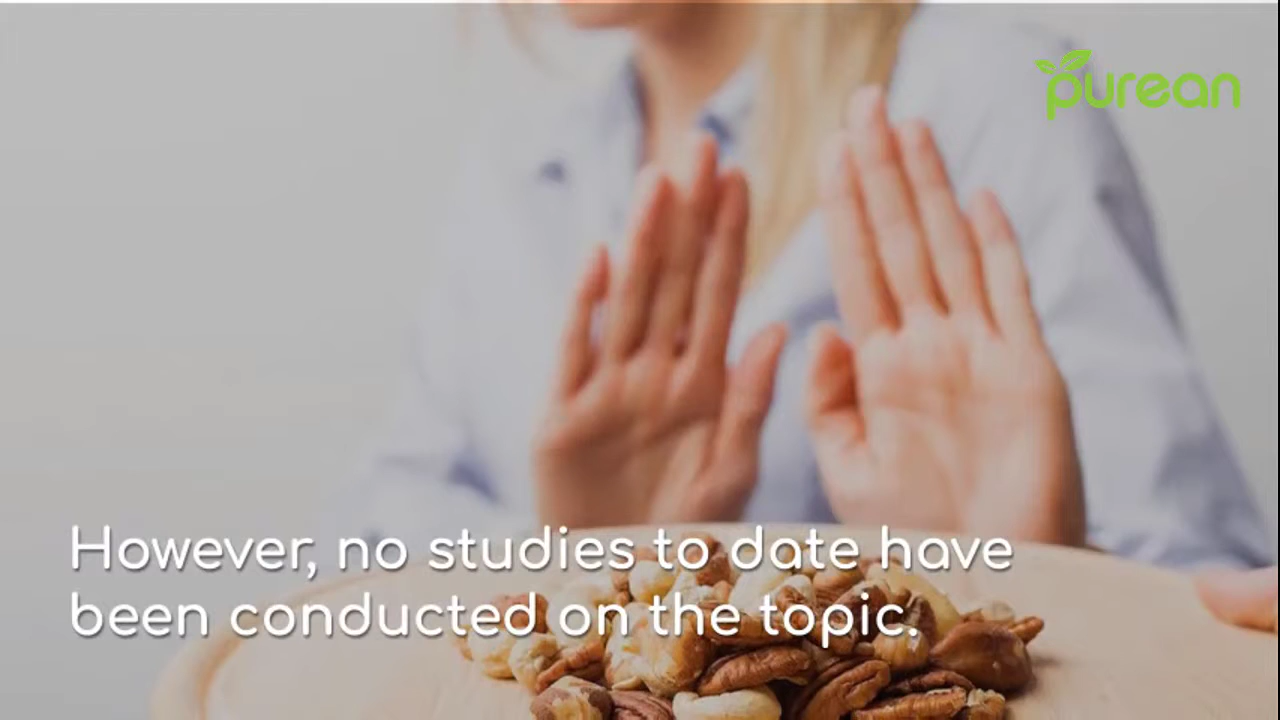 purean
However, no studies to date have
been conducted on the topic.